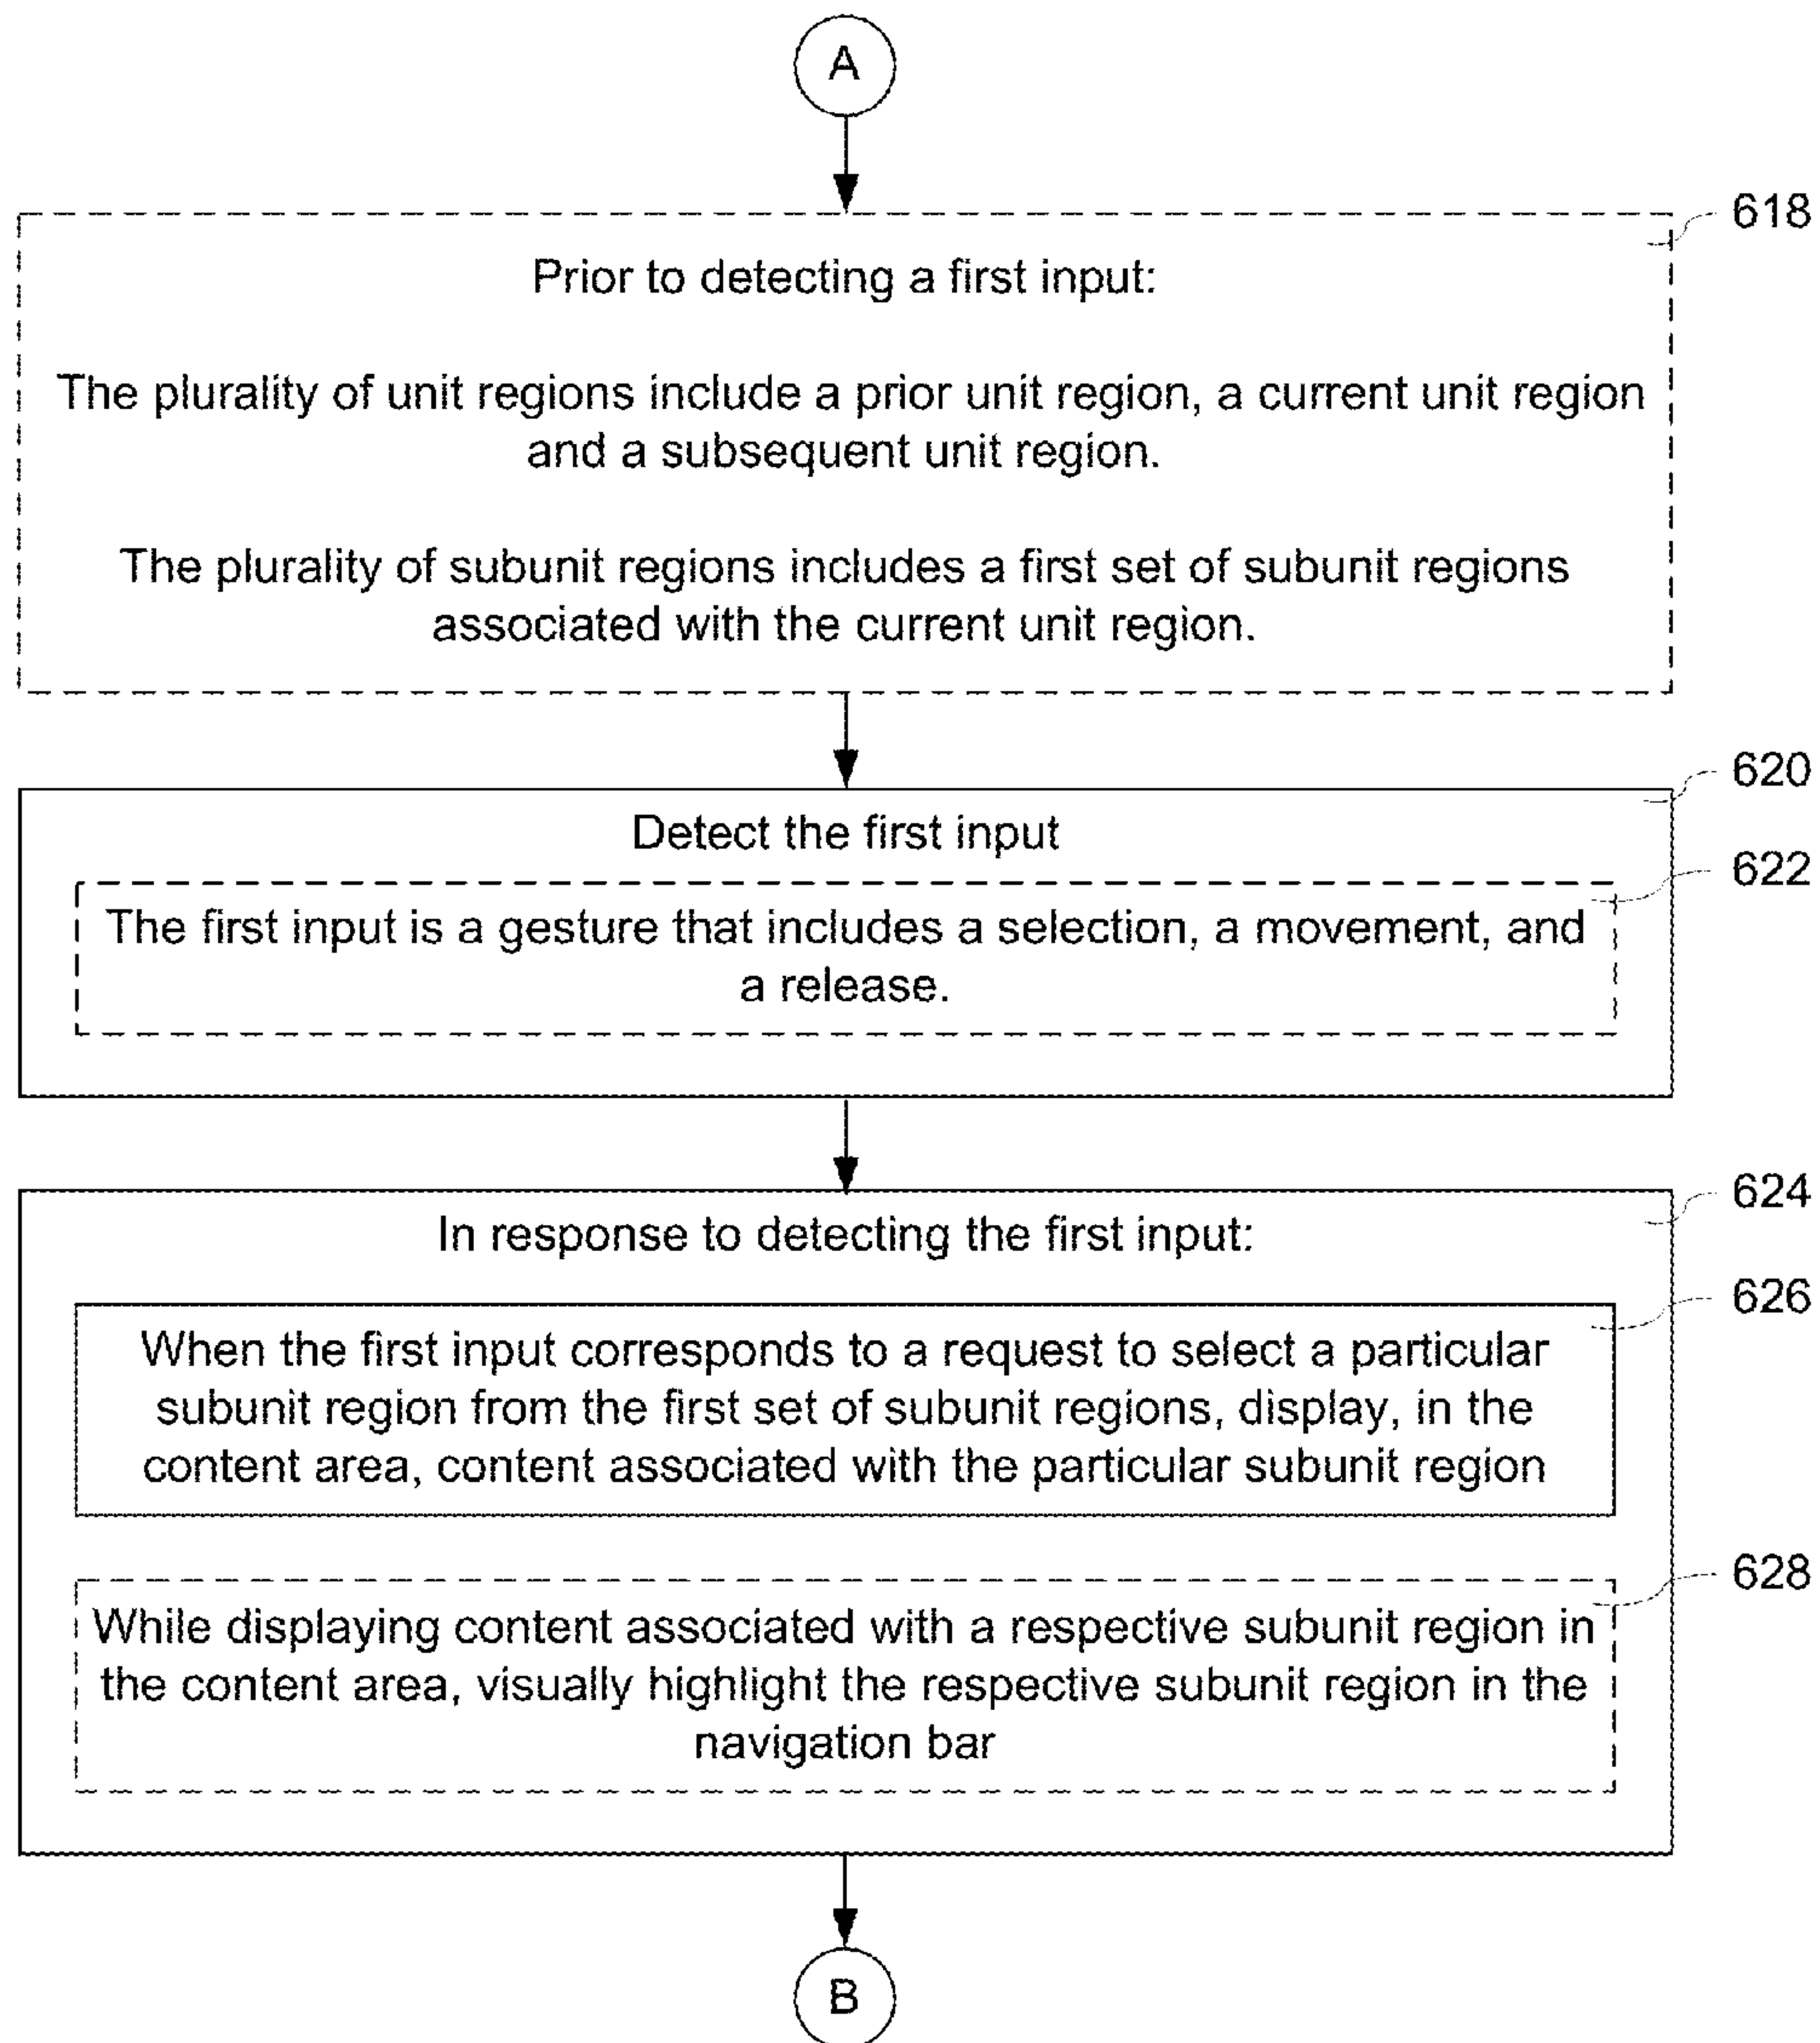 A
618
Prior to detecting a first input:
The plurality of unit regions include a prior unit region, a current unit region
and a subsequent unit region.
The plurality of subunit regions includes a first set of subunit regions
associated with the current unit region.
620
Detect the first input
622
The first input is a gesture that includes a selection, a movement, and
a release.
624
In response to detecting the first input:
626
When the first input corresponds to a request to select a particular
subunit region from the first set of subunit regions, display, in the
content area, content associated with the particular subunit region
628
While displaying content associated with a respective subunit region in
the content area, visually highlight the respective subunit region in the
navigation bar
B